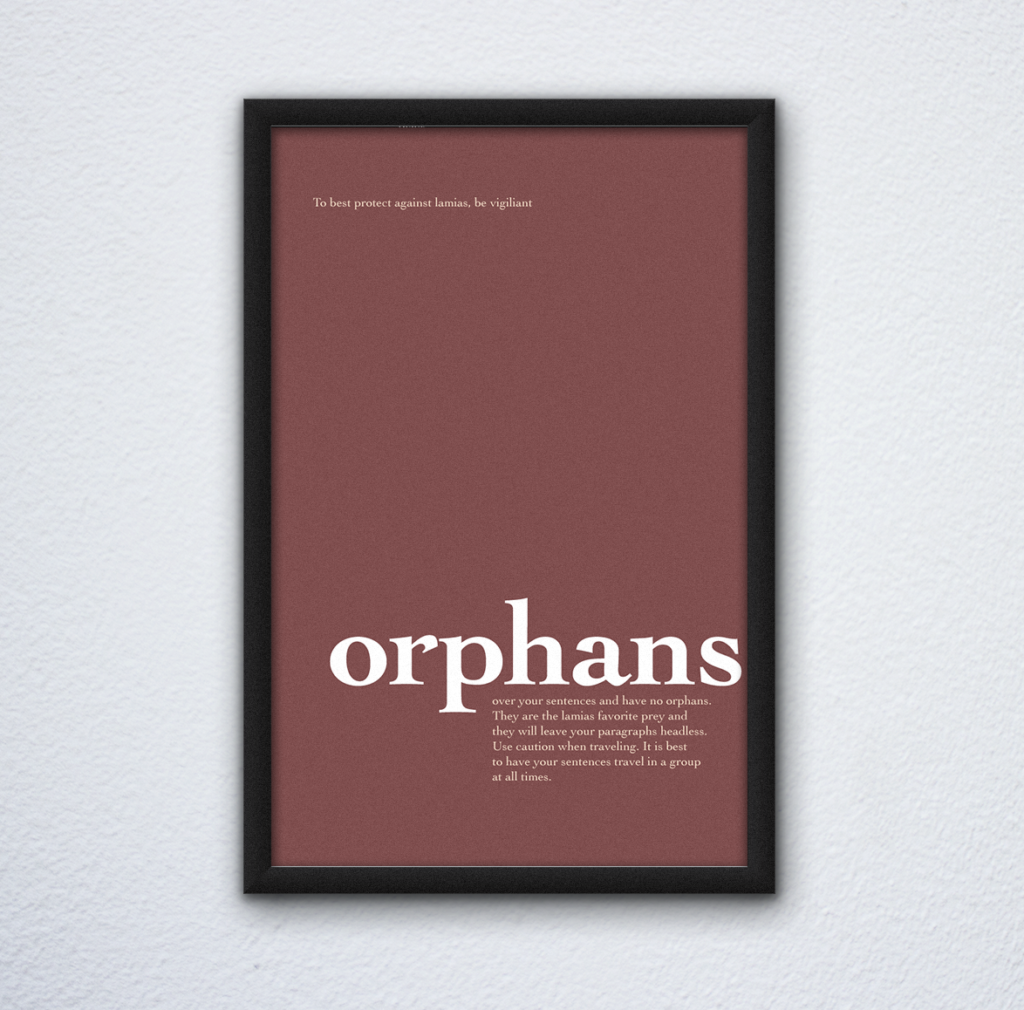 To best protect against lamias, be vigiliant
orphans
over your sentences and have no orphans.
They are the lamias favorite prey and
they will leave your paragraphs headless.
Use caution when traveling. It is best
to have your sentences travel in a group
at all times.